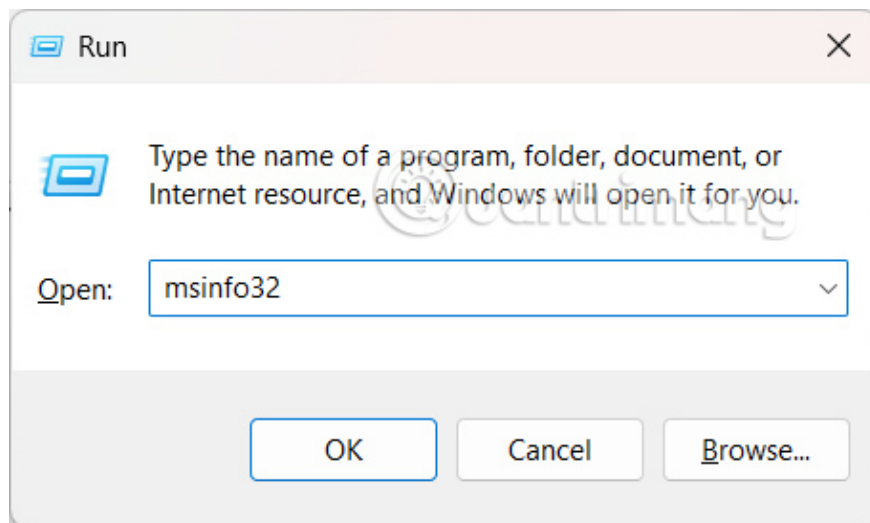 Run
Type the name of a program, folder, document, or
Internet resource, and Windows will open it for you.
Open: msinfo32
OK Cancel Browse...